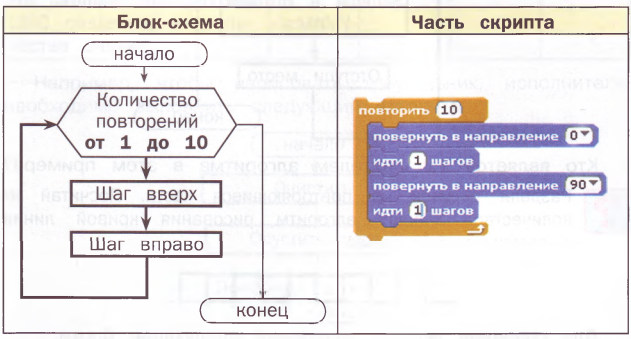 Блок-схема
Часть скрипта
начало
Количество
повторений
от 1 до 10
Шаг вверх
Шаг вправо
конец
повторить 10
повернуть в направление 0
идти 1 шагов
повернуть в направление 90
идти 1 шагов